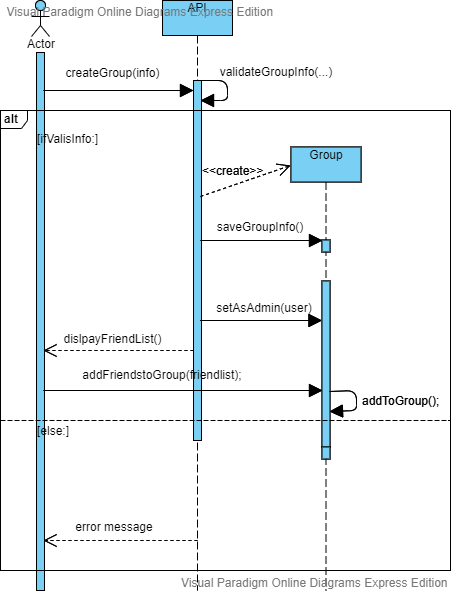 Visual Paradigm Online Diagrams Express Edition
API
Actor
createGroup(info)
validateGroupInfo(...)
alt
[ifValisInfo:]
Group
<<create>>
saveGroupInfo()
setAsAdmin(user)
dislpayFriendList()
addFriendstoGroup(friendlist);
addToGroup();
[else:]
error message
Visual Paradigm Online Diagrams Express Edition